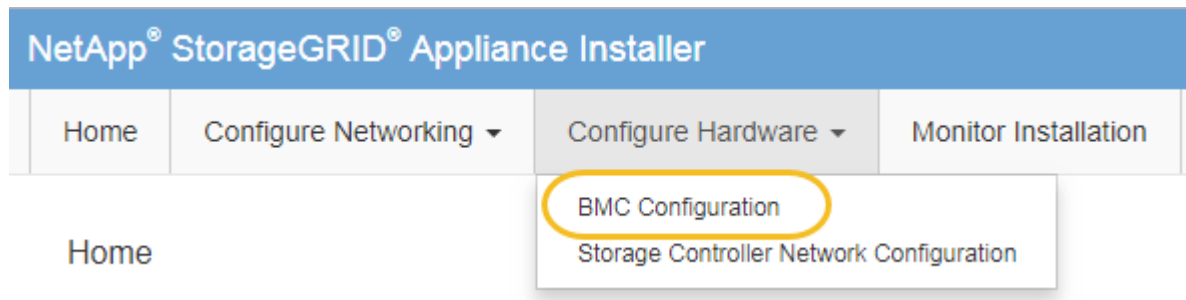 NetApp® StorageGRID® Appliance Installer
Home Configure Networking Configure Hardware Monitor Installation
BMC Configuration
Home
Storage Controller Network Configuration